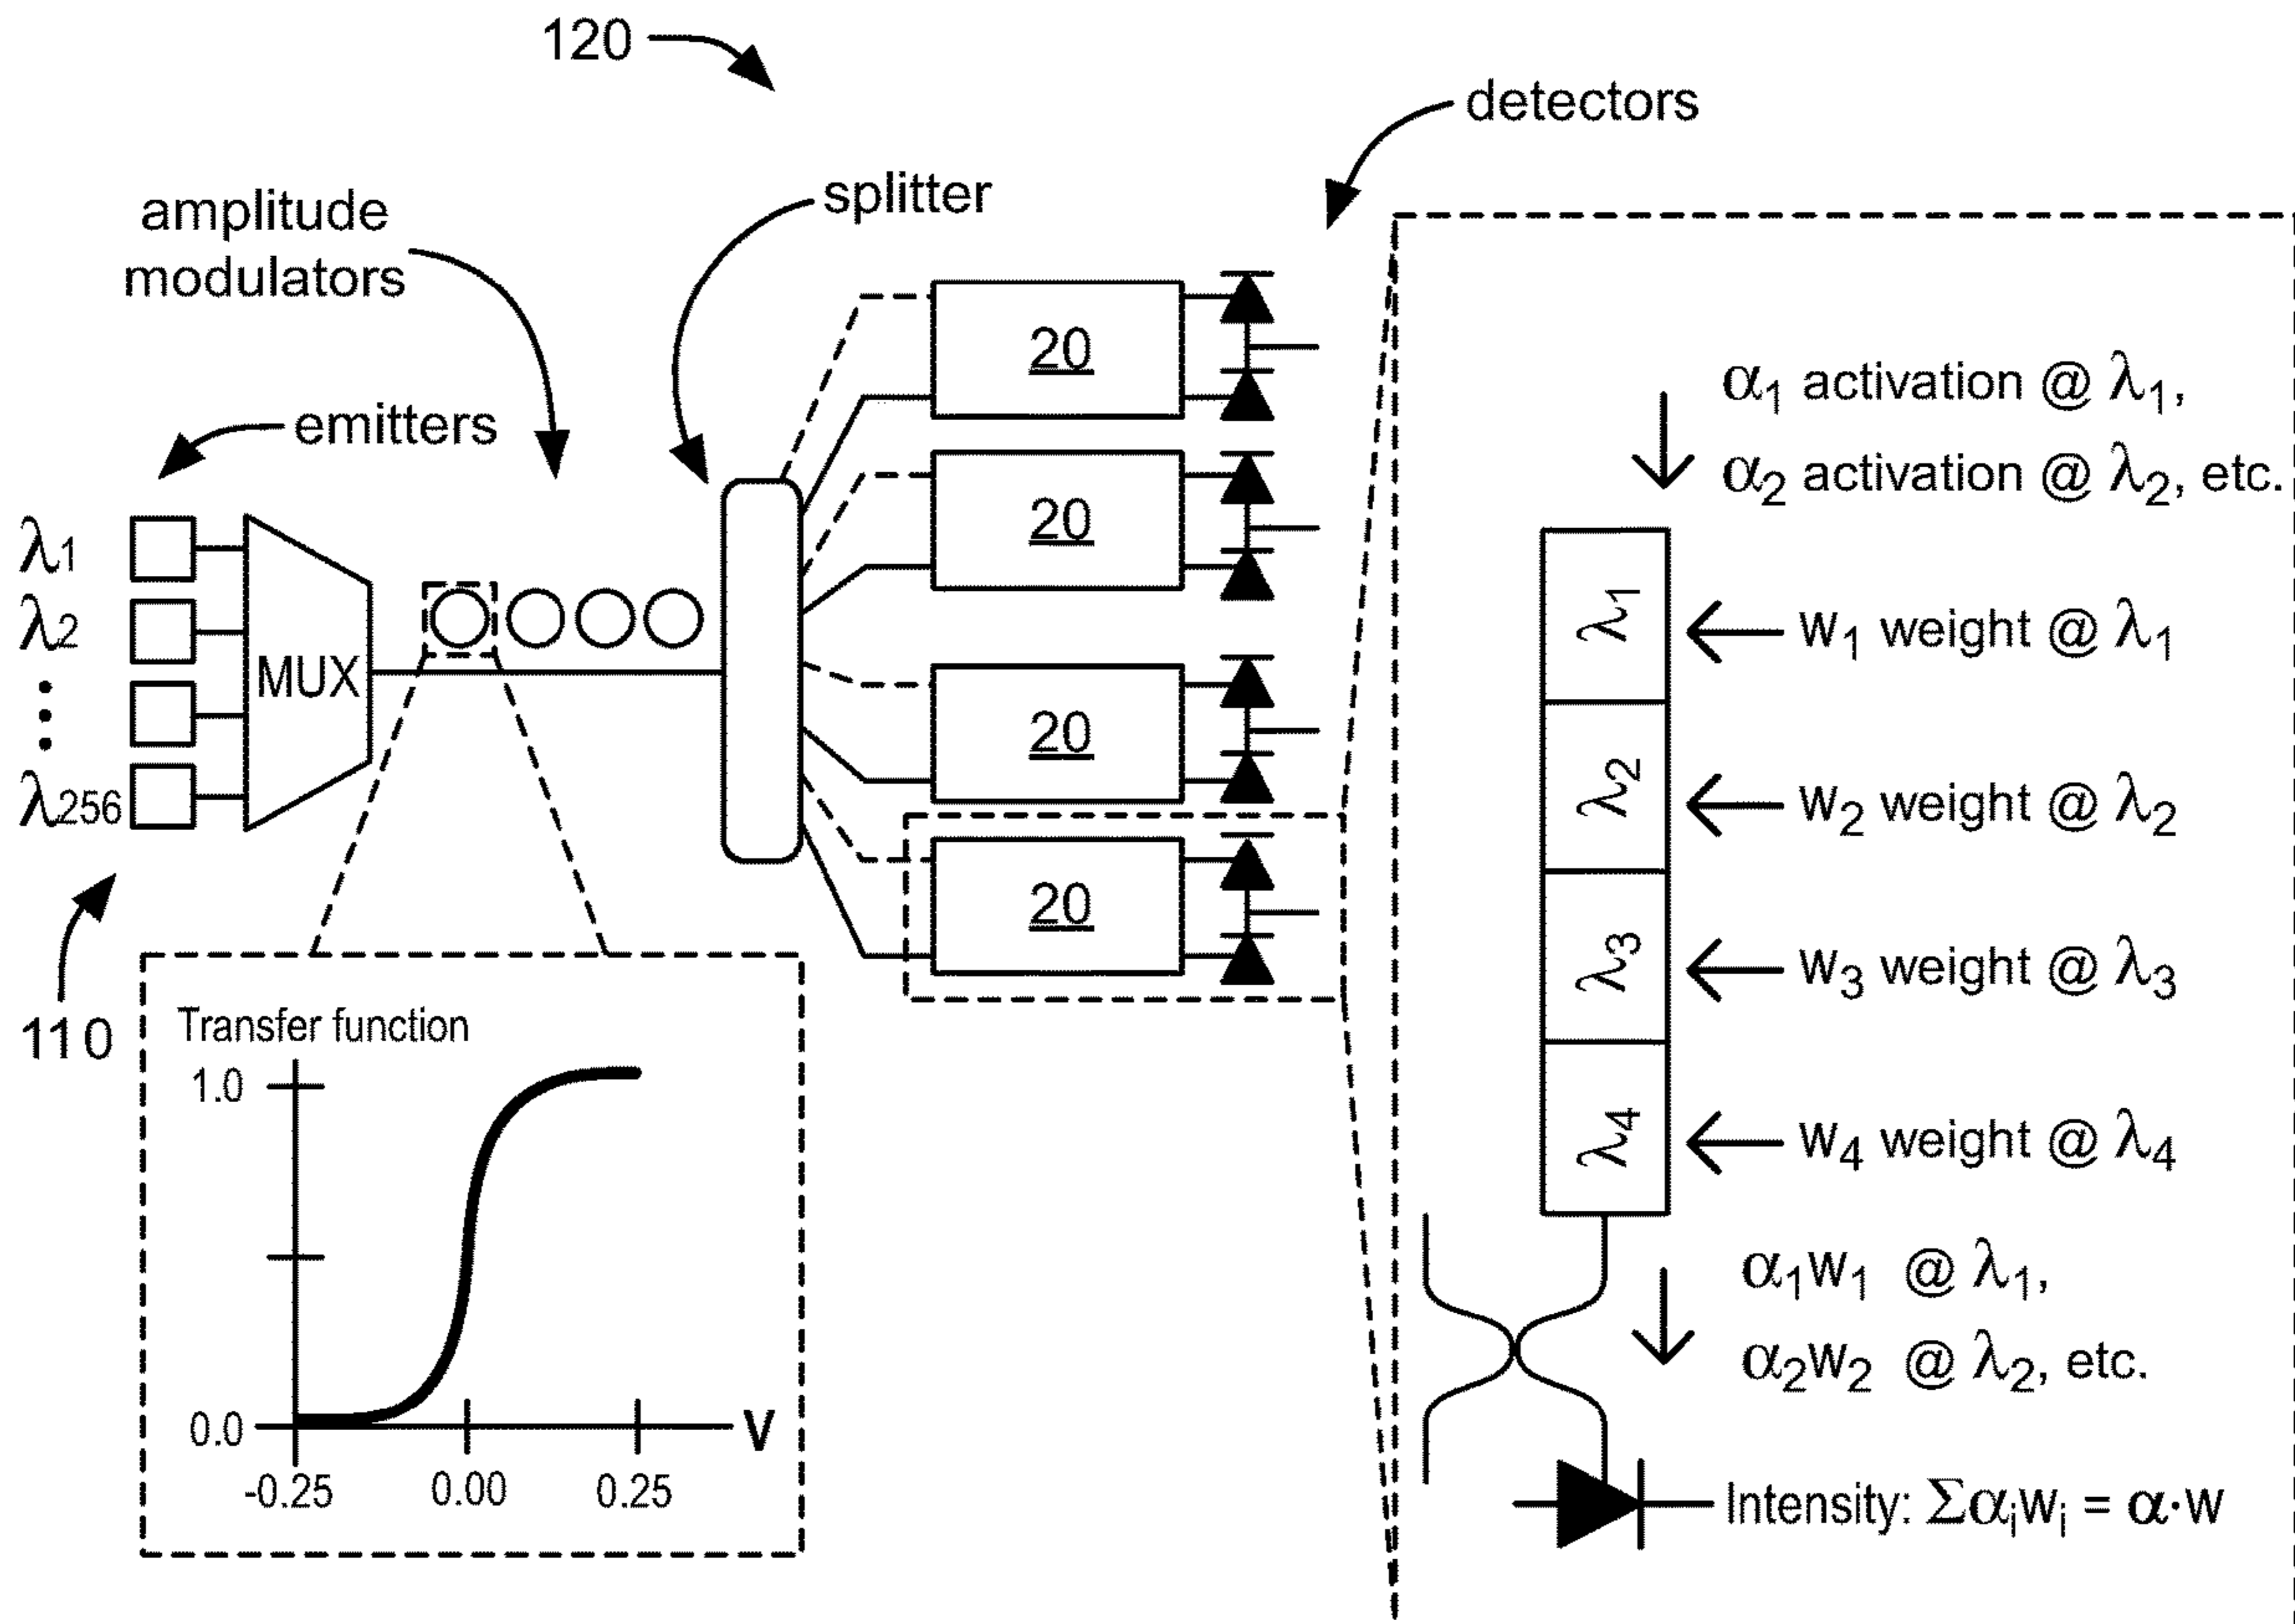 120
detectors
amplitude
modulators
splitter
emitters
λ1
λ2
λ256
MUX
110
20
20
20
20
Transfer function
1.0
0.0
-0.25
0.00
0.25
V
α₁ activation @ λ₁,
α₂ activation @ λ₂, etc.
λ1
w₁ weight @ λ₁
λ2
w₂ weight @ λ₂
λ3
w₃ weight @ λ₃
λ4
w₄ weight @ λ₄
α₁w₁ @ λ₁,
α₂w₂ @ λ₂, etc.
Intensity: Σαᵢwᵢ = α·w